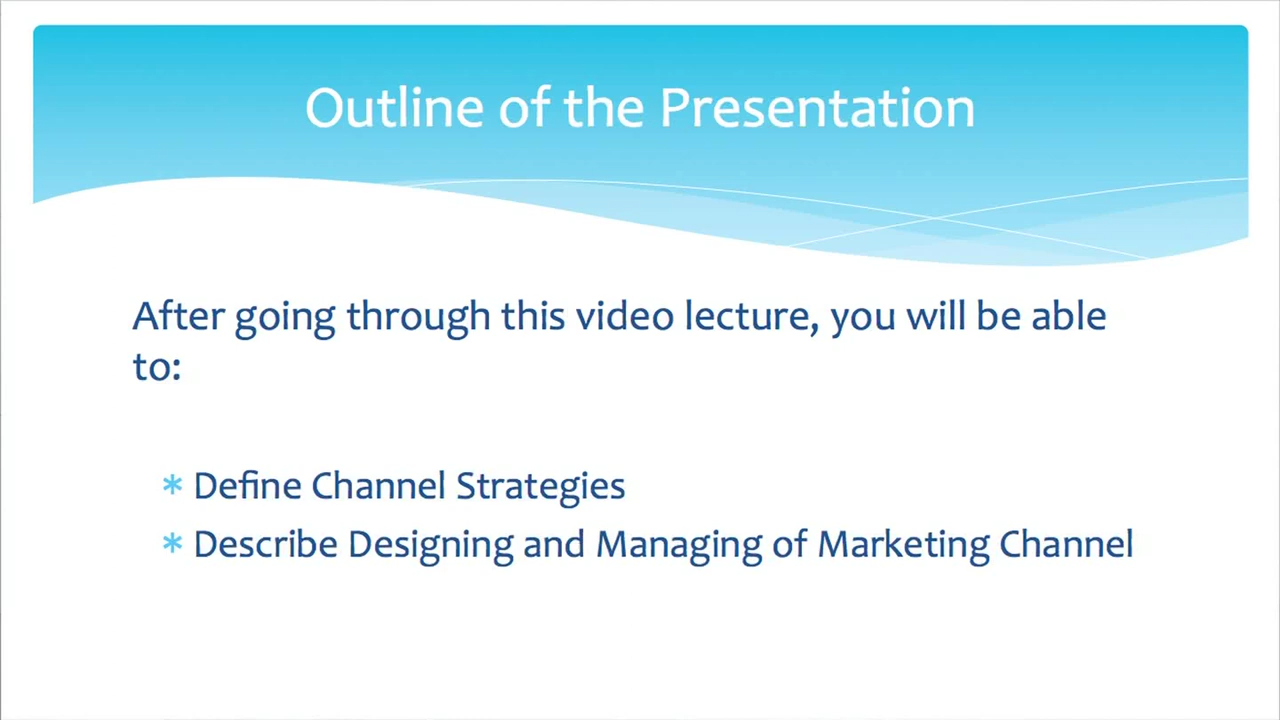 Outline of the Presentation
After going through this video lecture, you will be able
to:
* Define Channel Strategies
* Describe Designing and Managing of Marketing Channel